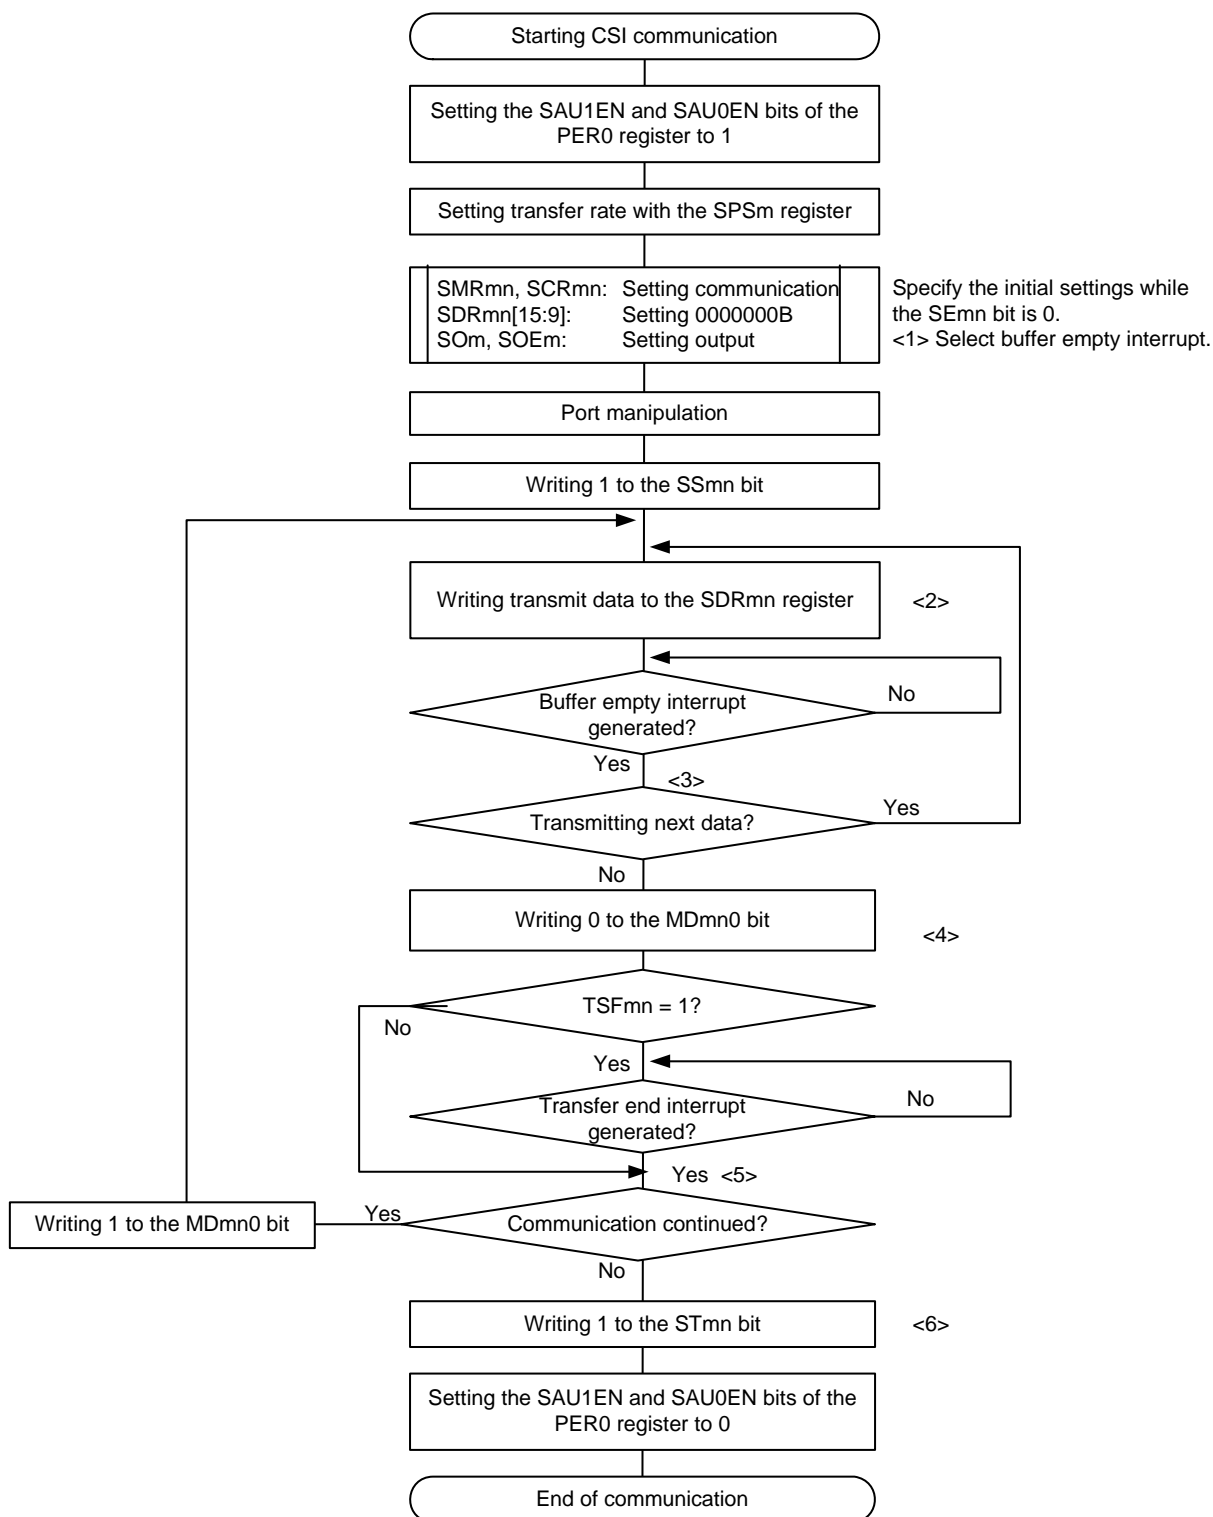 Starting CSI communication
Setting the SAU1EN and SAU0EN bits of the
PER0 register to 1
Setting transfer rate with the SPSm register
SMRmn, SCRmn: Setting communication
SDRmn[15:9]: Setting 0000000B
SOm, SOEm: Setting output
Specify the initial settings while
the SEmn bit is 0.
<1> Select buffer empty interrupt.
Port manipulation
Writing 1 to the SSmn bit
Writing transmit data to the SDRmn register
<2>
Buffer empty interrupt
generated?
No
Yes
<3>
Transmitting next data?
Yes
No
Writing 0 to the MDmn0 bit
<4>
TSFmn = 1?
No
Yes
Transfer end interrupt
generated?
No
Yes <5>
Communication continued?
Yes
Writing 1 to the MDmn0 bit
No
Writing 1 to the STmn bit
<6>
Setting the SAU1EN and SAU0EN bits of the
PER0 register to 0
End of communication